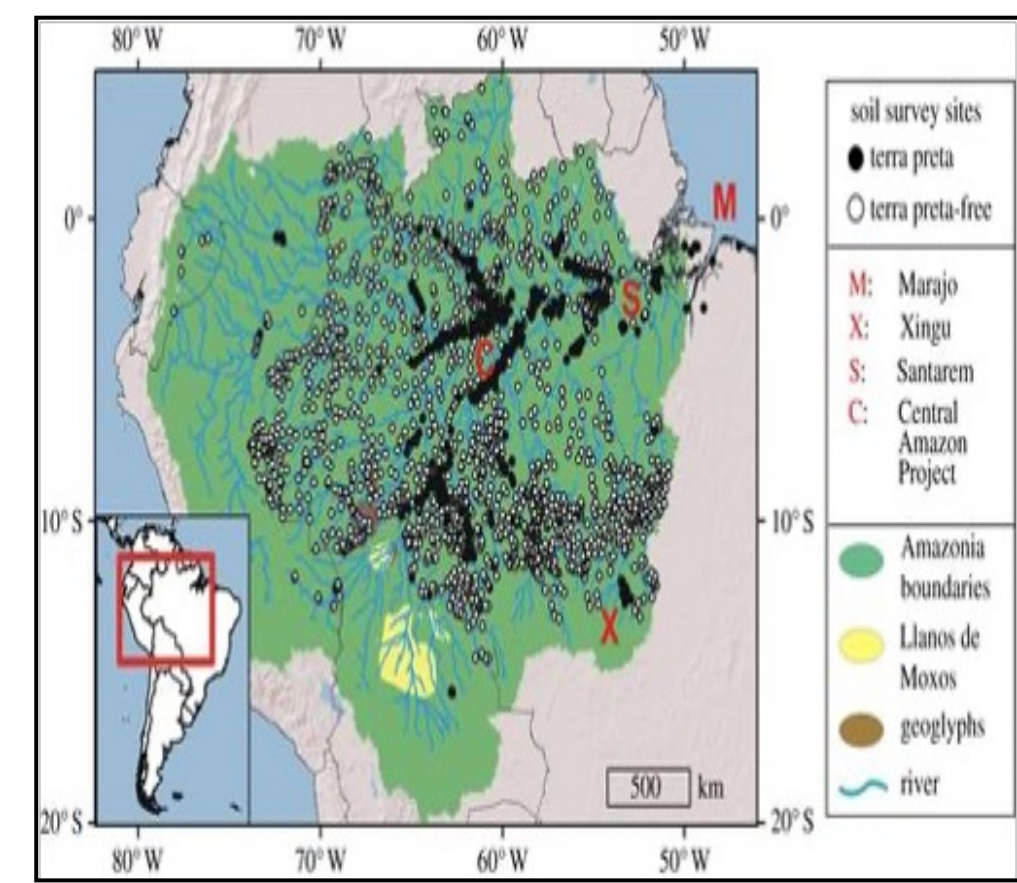 80° W 70° W 60° W 50° W
0° 0°
10° S 10° S
20° S 20° S
80° W 70° W 60° W 50° W
M
S
C
X
500 km
soil survey sites
terra preta
terra preta-free
M: Marajo
X: Xingu
S: Santarem
C: Central
Amazon
Project
Amazonia
boundaries
Llanos de
Moxos
geoglyphs
river